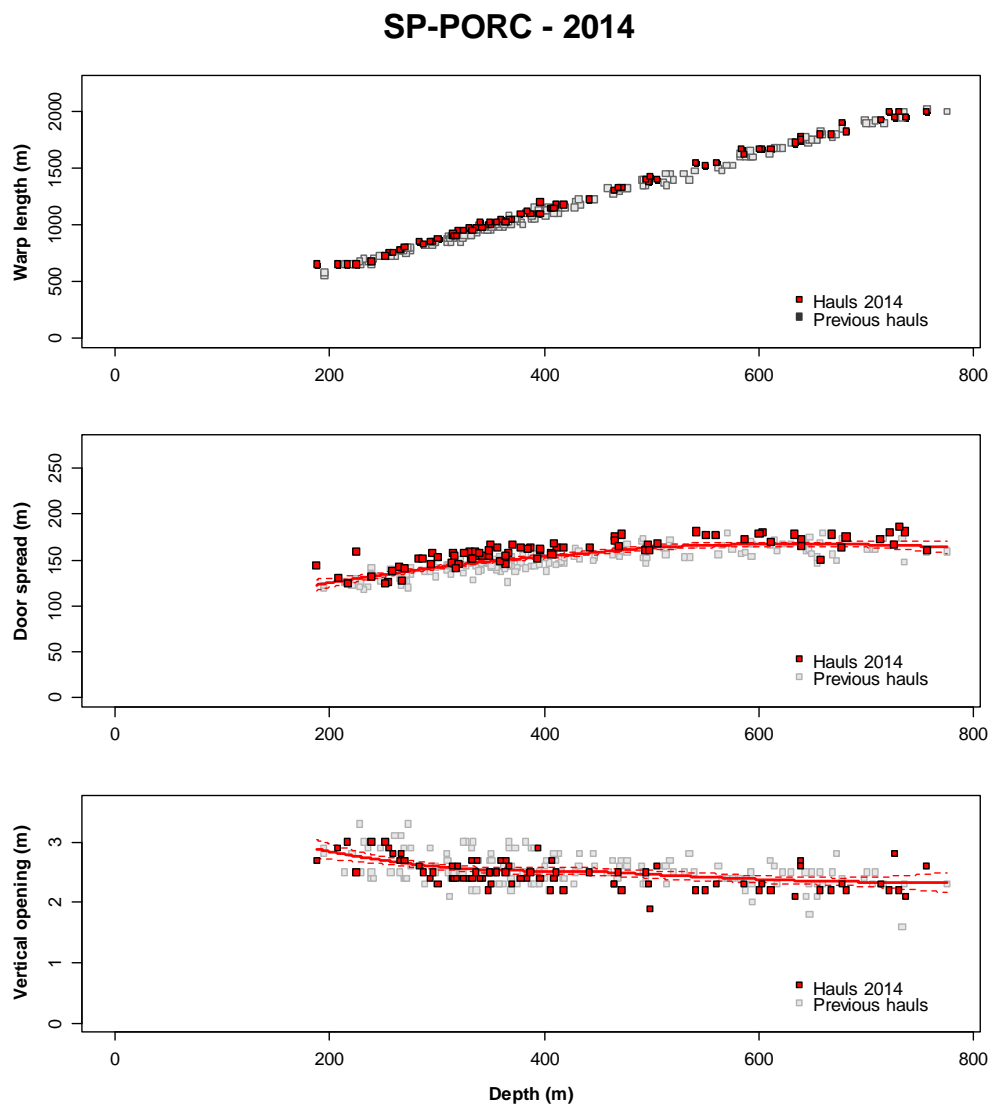 SP-PORC - 2014
Warp length (m)
0
500
1000
1500
2000
Hauls 2014
Previous hauls
0 200 400 600 800
Door spread (m)
0
50
100
150
200
250
Hauls 2014
Previous hauls
0 200 400 600 800
Vertical opening (m)
0
1
2
3
Hauls 2014
Previous hauls
0 200 400 600 800
Depth (m)